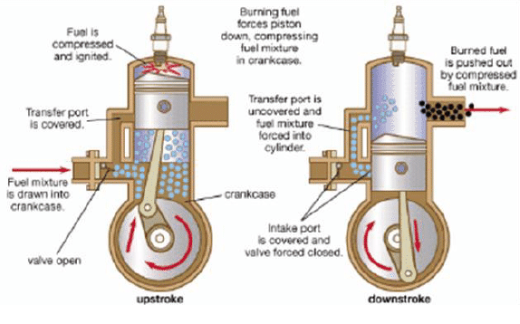 Fuel is
compressed
and ignited.
Burning fuel
forces piston
down, compressing
fuel mixture
in crankcase.
Burned fuel
is pushed out
by compressed
fuel mixture.
Transfer port
is covered.
Transfer port is
uncovered and
fuel mixture
forced into
cylinder.
Fuel mixture
is drawn into
crankcase.
crankcase
valve open
Intake port
is covered and
valve forced closed.
upstroke
downstroke